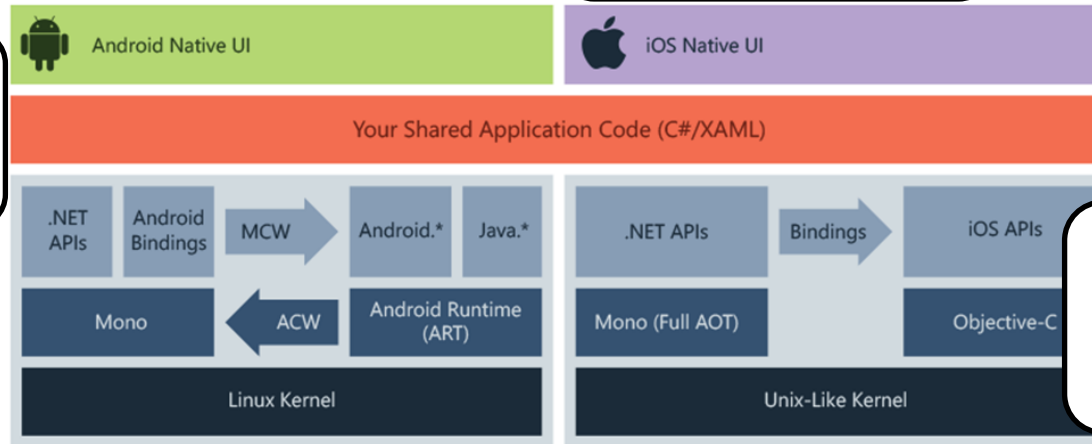 Android Native UI
iOS Native UI
Your Shared Application Code (C#/XAML)
.NET
APIs
Android
Bindings
MCW
Android.*
Java.*
.NET APIs
Bindings
iOS APIs
Mono
ACW
Android Runtime
(ART)
Mono (Full AOT)
Objective-C
Linux Kernel
Unix-Like Kernel